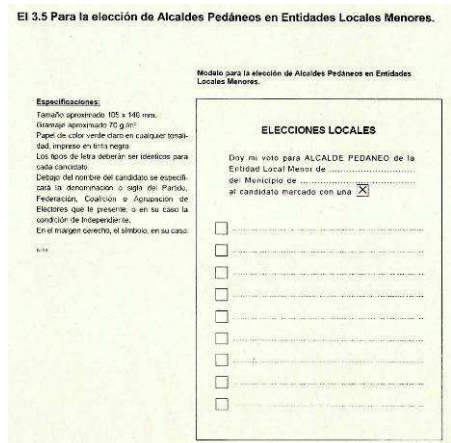 EI 3.5 Para la elección de Alcaldes Pedáneos en Entidades Locales Menores.
Modelo para la elección de Alcaldes Pedáneos en Entidades
Locales Menores.
Especificaciones:
Tamaño aproximado 105 x 148 mm.
Gramaje aproximado 70 g/m²
Papel de color verde claro en cualquier tonali-
dad, impreso en tinta negra.
Los tipos de letra deberán ser idénticos para
cada candidato.
Debajo del nombre del candidato se especifi-
cará la denominación o sigla del Partido,
Federación, Coalición o Agrupación de
Electores que le presente, o en su caso la
condición de Independiente.
En el margen derecho, el símbolo, en su caso.
ELECCIONES LOCALES
Doy mi voto para ALCALDE PEDANEO de la
Entidad Local Menor de
del Municipio de
al candidato marcado con una X